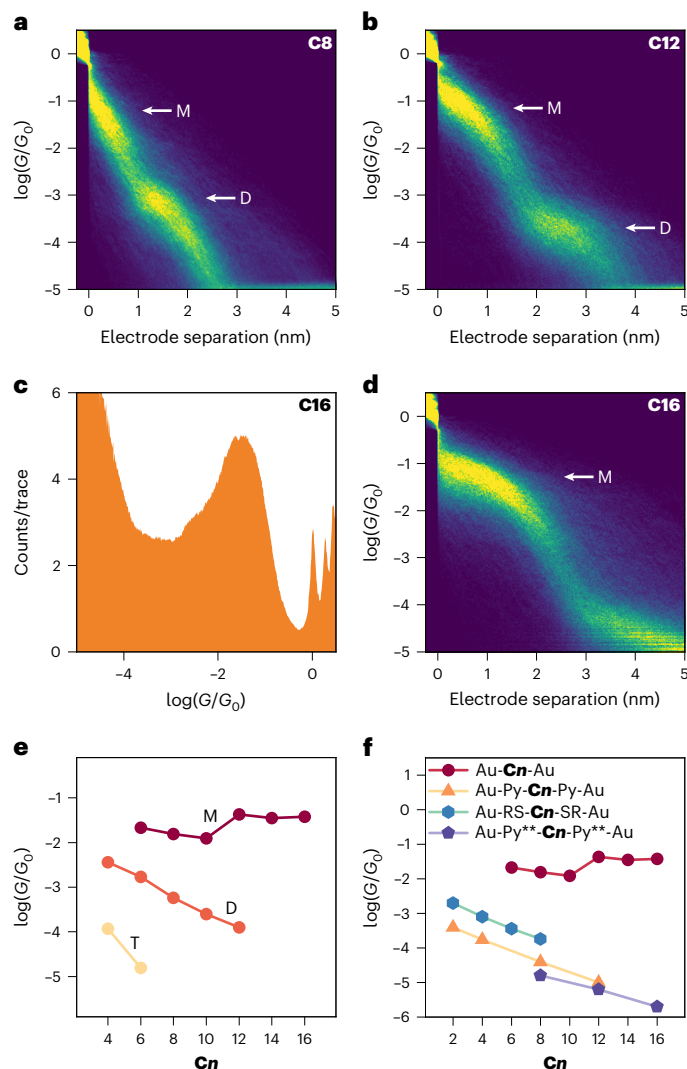 a
C8
M
D
log(G/G0)
0
−1
−2
−3
−4
−5
0
1
2
3
4
5
Electrode separation (nm)
b
C12
M
D
log(G/G0)
0
−1
−2
−3
−4
−5
0
1
2
3
4
5
Electrode separation (nm)
c
C16
Counts/trace
6
4
2
0
−4
−2
0
log(G/G0)
d
C16
M
log(G/G0)
0
−1
−2
−3
−4
−5
0
1
2
3
4
5
Electrode separation (nm)
e
M
D
T
log(G/G0)
−1
−2
−3
−4
−5
4
6
8
10
12
14
16
Cn
f
Au-Cn-Au
Au-Py-Cn-Py-Au
Au-RS-Cn-SR-Au
Au-Py**-Cn-Py**-Au
log(G/G0)
1
0
−1
−2
−3
−4
−5
−6
2
4
6
8
10
12
14
16
Cn